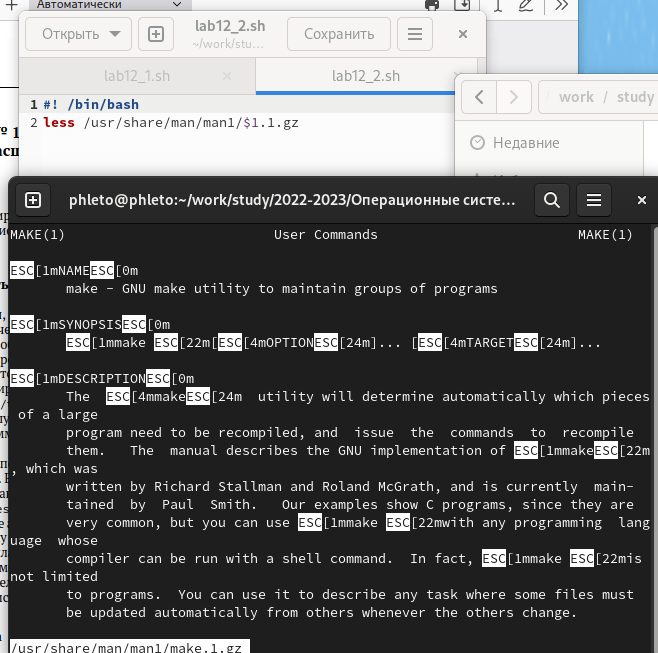 Автоматически
Открыть
lab12_2.sh
~/work/stu…
Сохранить
lab12_1.sh
lab12_2.sh
1 #! /bin/bash
2 less /usr/share/man/man1/$1.1.gz
work / study
Недавние
phleto@phleto:~/work/study/2022-2023/Операционные систе…
MAKE(1) User Commands MAKE(1)
ESC[1mNAMEESC[0m
make - GNU make utility to maintain groups of programs
ESC[1mSYNOPSISESC[0m
ESC[1mmake ESC[22m[ESC[4mOPTIONESC[24m]... [ESC[4mTARGETESC[24m]...
ESC[1mDESCRIPTIONESC[0m
The ESC[4mmakeESC[24m utility will determine automatically which pieces
of a large
program need to be recompiled, and issue the commands to recompile
them. The manual describes the GNU implementation of ESC[1mmakeESC[22m
, which was
written by Richard Stallman and Roland McGrath, and is currently main-
tained by Paul Smith. Our examples show C programs, since they are
very common, but you can use ESC[1mmake ESC[22mwith any programming lang
uage whose
compiler can be run with a shell command. In fact, ESC[1mmake ESC[22mis
not limited
to programs. You can use it to describe any task where some files must
be updated automatically from others whenever the others change.
/usr/share/man/man1/make.1.gz